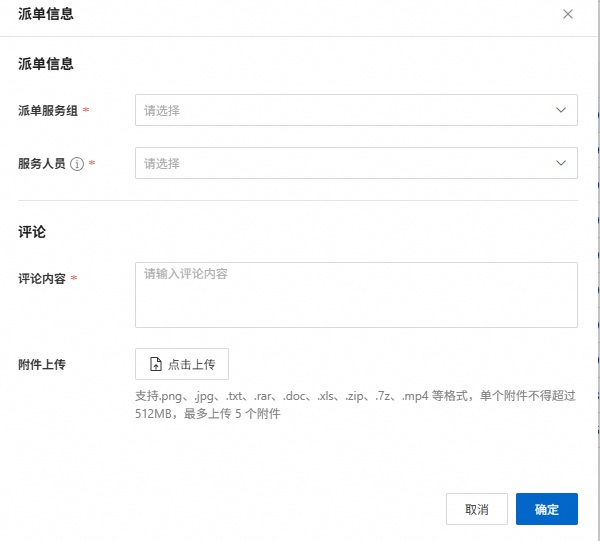 派单信息
派单信息
派单服务组 *
请选择
服务人员 *
请选择
评论
评论内容 *
请输入评论内容
附件上传
点击上传
支持.png、.jpg、.txt、.rar、.doc、.xls、.zip、.7z、.mp4 等格式，单个附件不得超过
512MB，最多上传 5 个附件
取消
确定